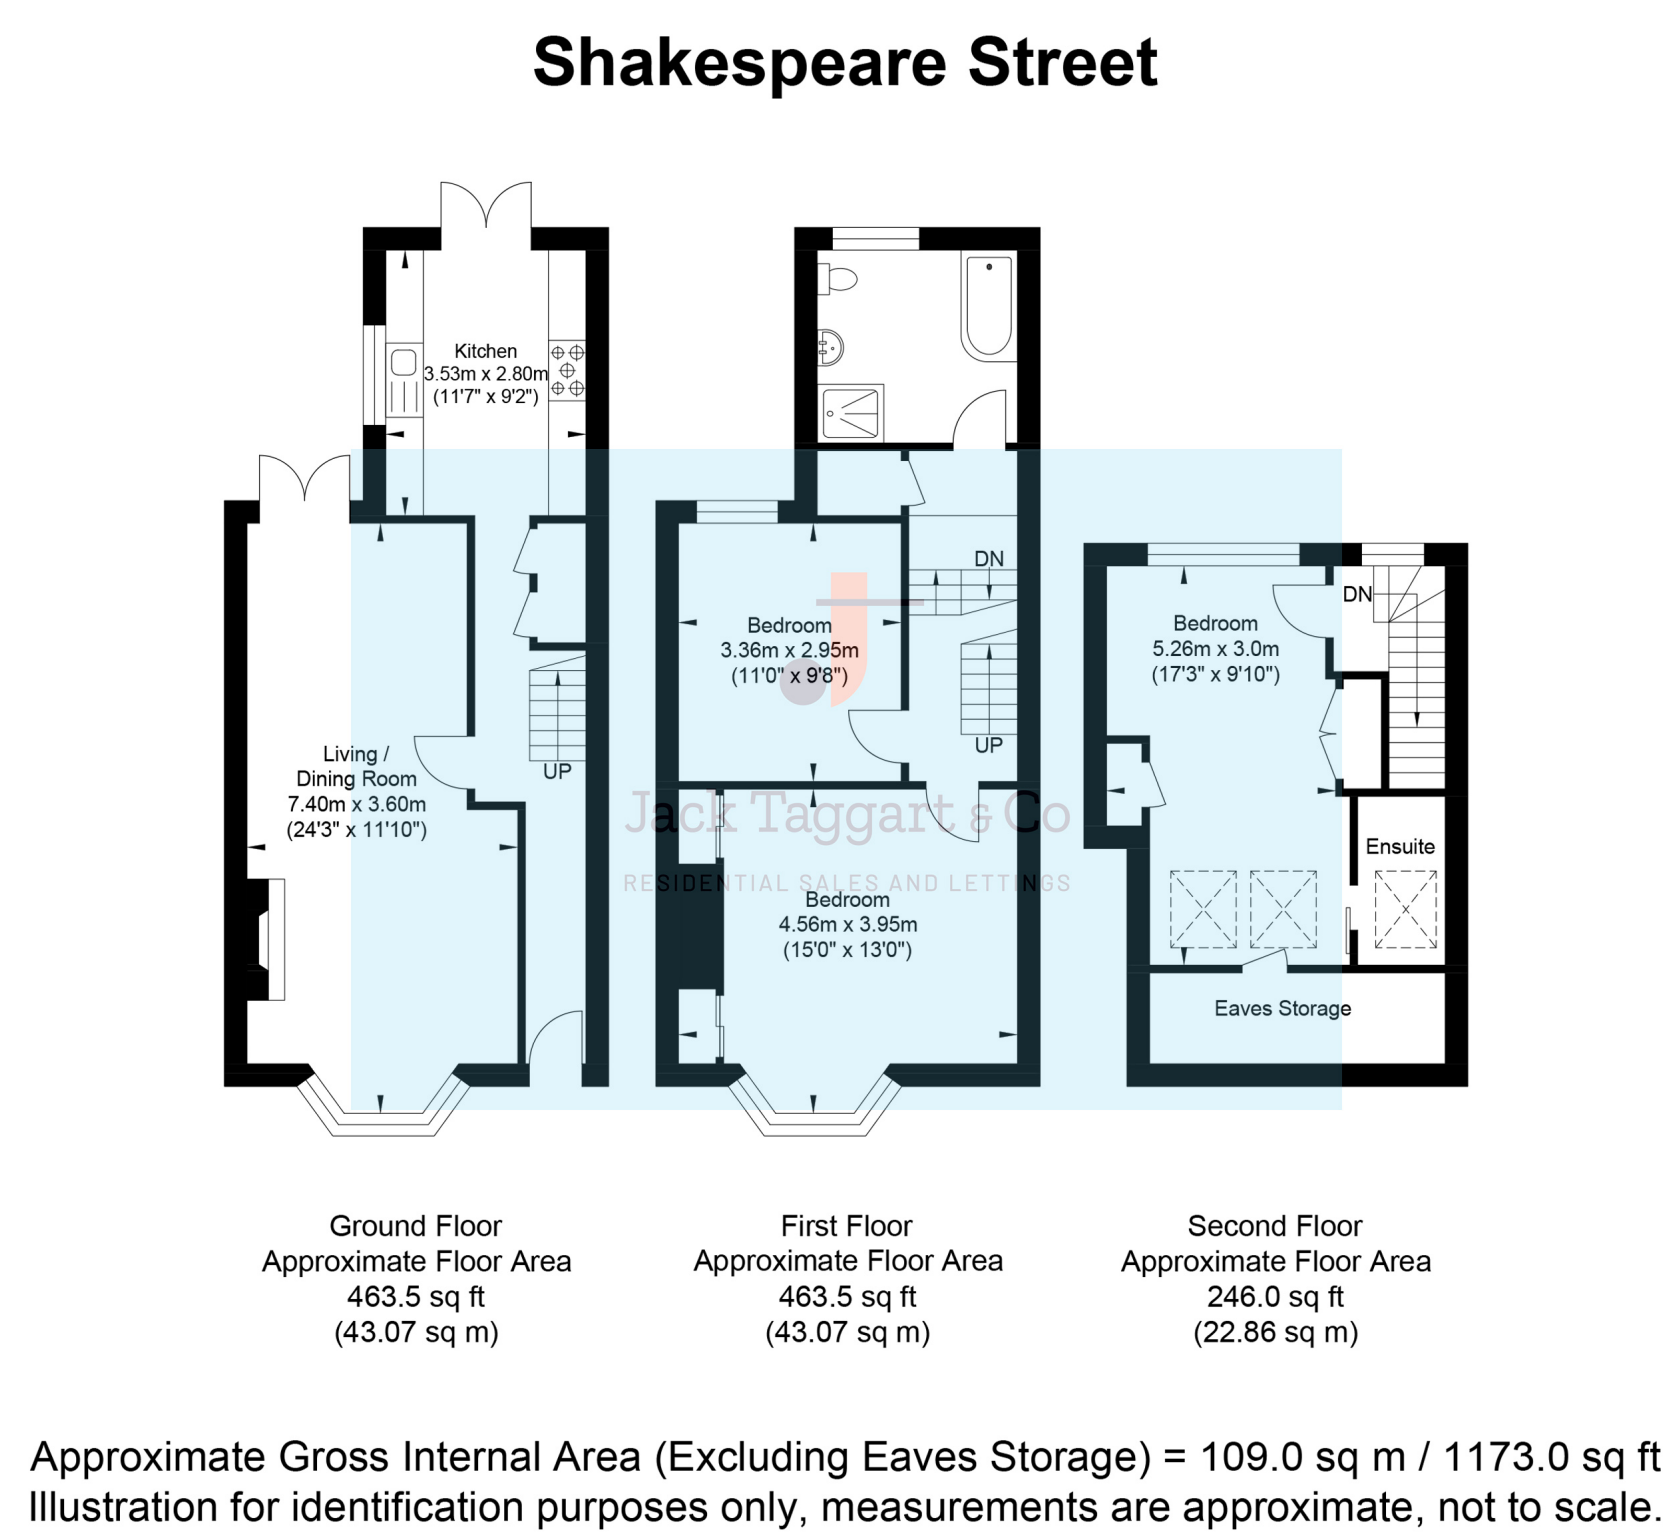 Shakespeare Street
Kitchen
3.53m x 2.80m
(11'7" x 9'2")
Living /
Dining Room
7.40m x 3.60m
(24'3" x 11'10")
UP
DN
Bedroom
3.36m x 2.95m
(11'0" x 9'8")
UP
Jack Taggart & Co
RESIDENTIAL SALES AND LETTINGS
Bedroom
4.56m x 3.95m
(15'0" x 13'0")
DN
Bedroom
5.26m x 3.0m
(17'3" x 9'10")
Ensuite
Eaves Storage
Ground Floor
Approximate Floor Area
463.5 sq ft
(43.07 sq m)
First Floor
Approximate Floor Area
463.5 sq ft
(43.07 sq m)
Second Floor
Approximate Floor Area
246.0 sq ft
(22.86 sq m)
Approximate Gross Internal Area (Excluding Eaves Storage) = 109.0 sq m / 1173.0 sq ft
Illustration for identification purposes only, measurements are approximate, not to scale.